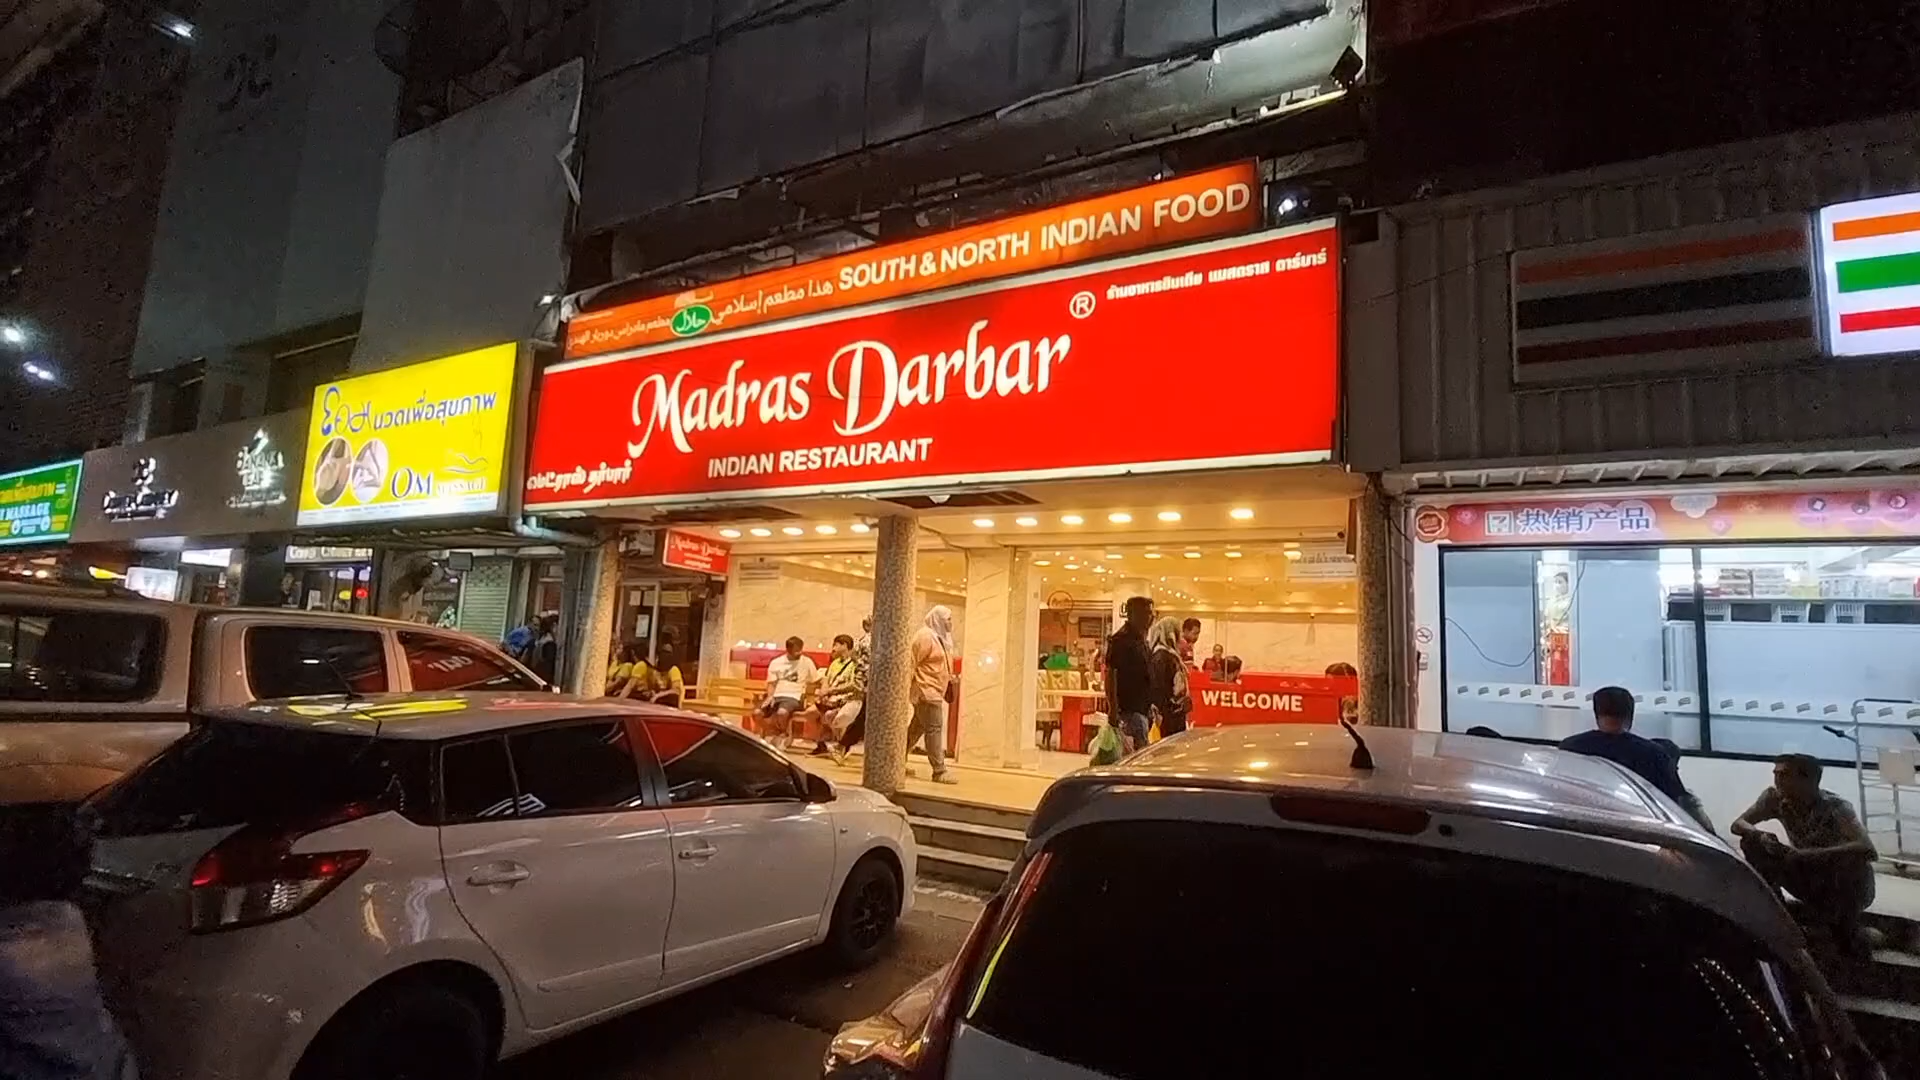 SOUTH & NORTH INDIAN FOOD
هذا مطعم إسلامي
حلال
ร้านอาหารอินเดีย แมดดราส ดาร์บาร์
Madras Darbar ®
INDIAN RESTAURANT
மெட்ராஸ் தர்பார்
นวดเพื่อสุขภาพ
OM MASSAGE
MASSAGE
Madras Darbar
WELCOME
热销产品